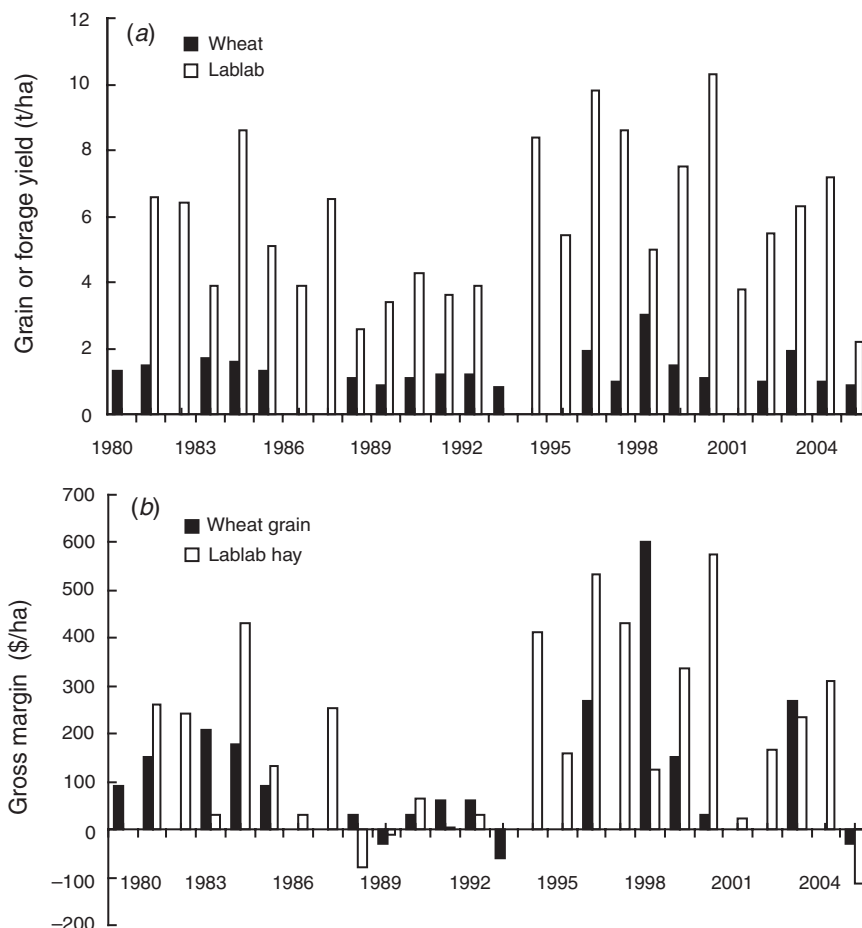 (a)
Wheat
Lablab
Grain or forage yield (t/ha)
12
10
8
6
4
2
0
1980 1983 1986 1989 1992 1995 1998 2001 2004
(b)
Wheat grain
Lablab hay
Gross margin ($/ha)
700
600
500
400
300
200
100
0
–100
–200
1980 1983 1986 1989 1992 1995 1998 2001 2004